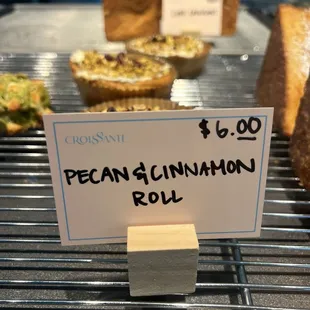 CROISSANTE
$6.00
PECAN & CINNAMON
ROLL